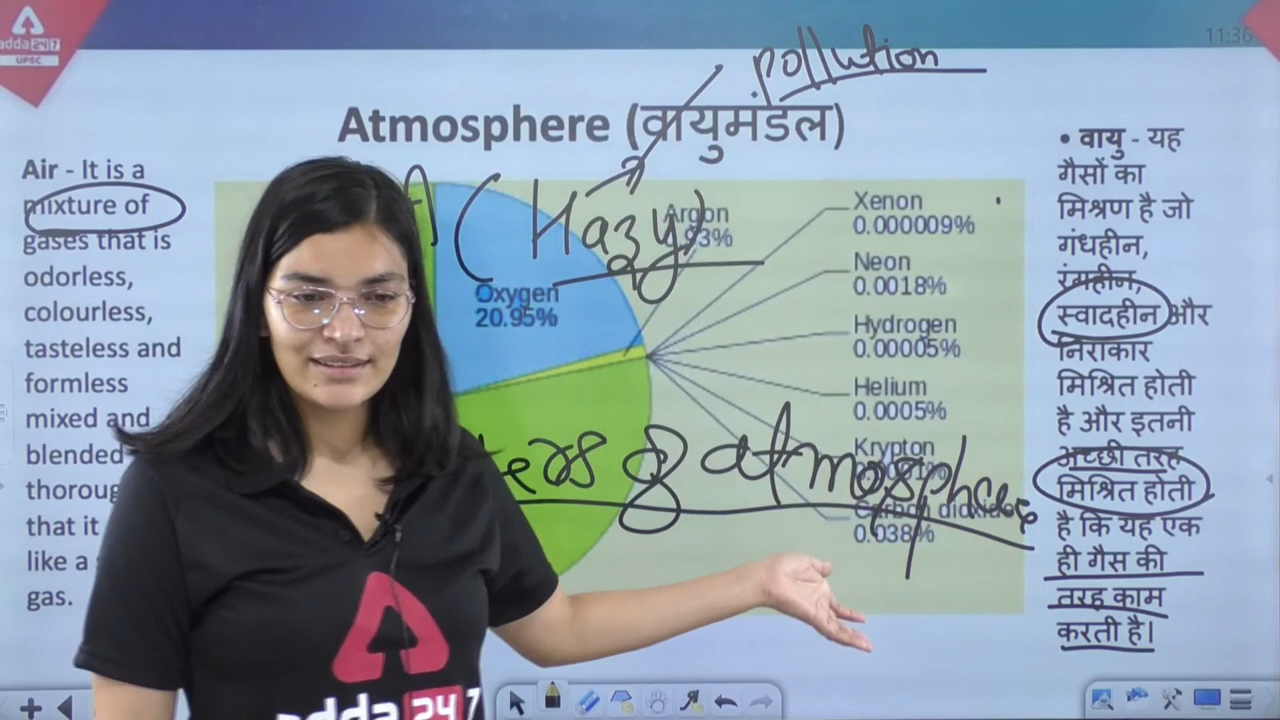 adda247
UPSC
11:36
pollution
Atmosphere (वायुमंडल)
Air - It is a
mixture of
gases that is
odorless,
colourless,
tasteless and
formless
mixed and
blended
that it
like a
gas.
(Hazy)
Oxygen
20.95%
Argon
0.93%
Xenon
0.000009%
Neon
0.0018%
Hydrogen
0.00005%
Helium
0.0005%
Krypton
Carbon dioxide
0.038%
of atmosphere
• वायु - यह
गैसों का
मिश्रण है जो
गंधहीन,
रंगहीन,
स्वादहीन और
निराकार
मिश्रित होती
है और इतनी
अच्छी तरह
मिश्रित होती
है कि यह एक
ही गैस की
तरह काम
करती है।
adda247